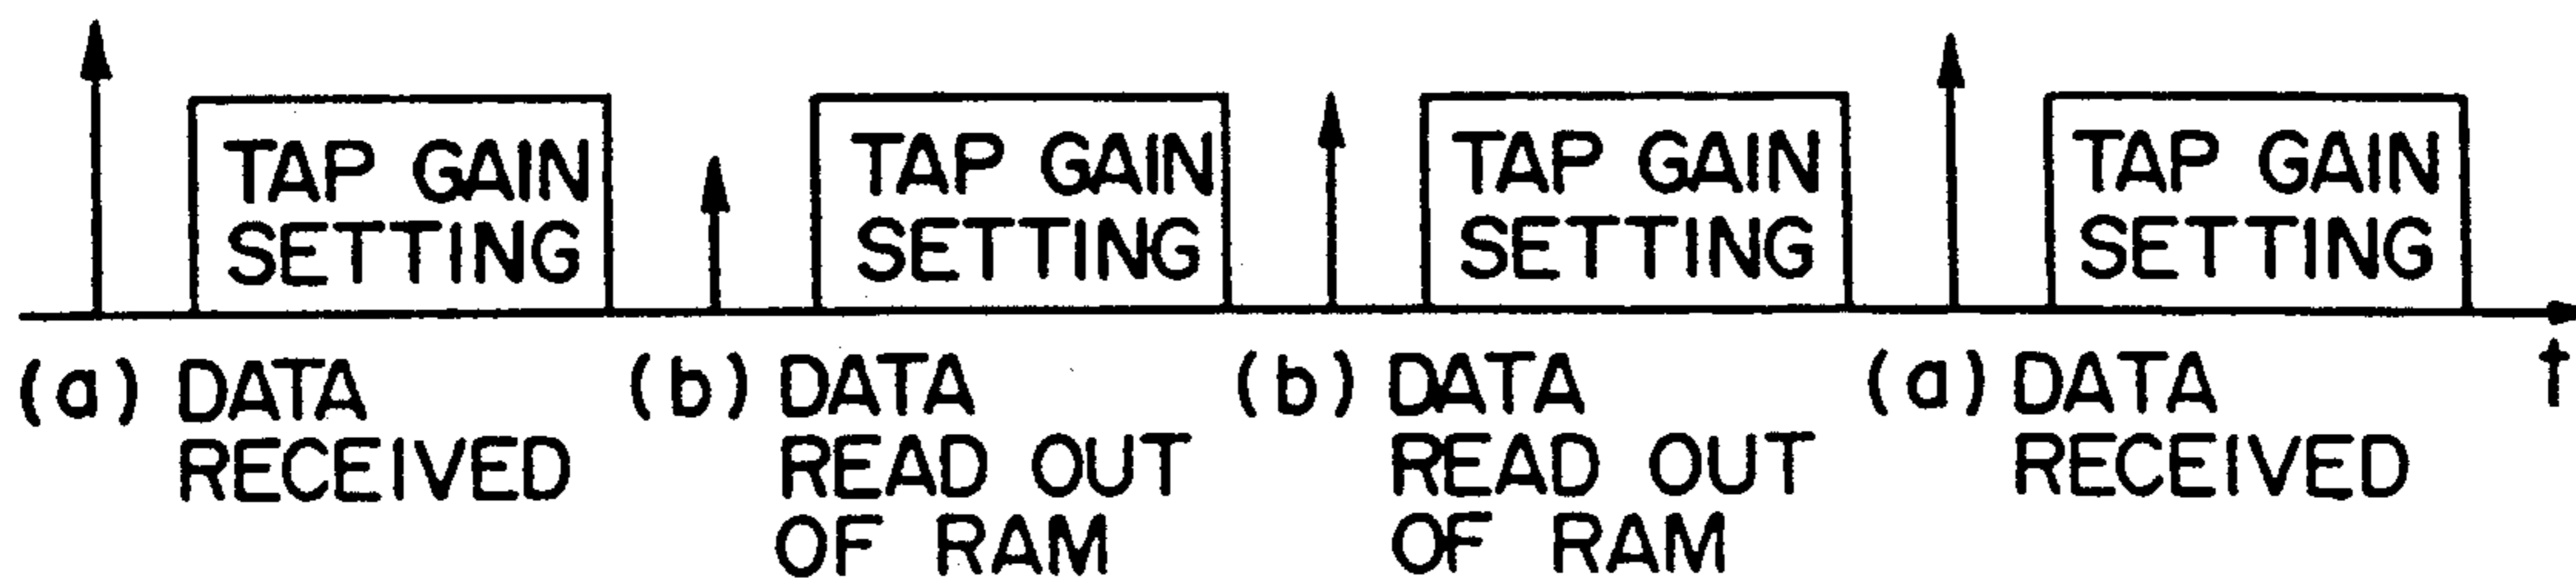 TAP GAIN
SETTING
TAP GAIN
SETTING
TAP GAIN
SETTING
TAP GAIN
SETTING
(a) DATA
RECEIVED
(b) DATA
READ OUT
OF RAM
(b) DATA
READ OUT
OF RAM
(a) DATA
RECEIVED
t